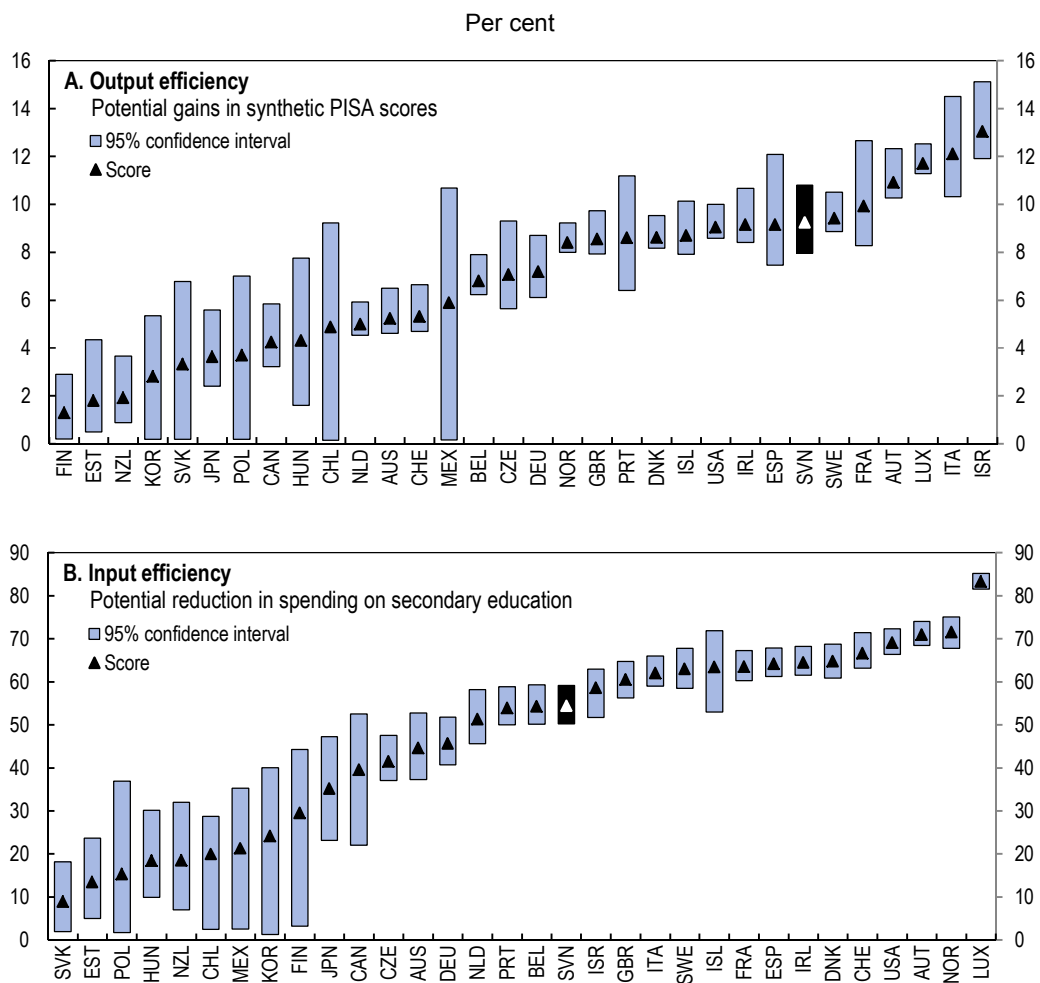 Per cent
A. Output efficiency
Potential gains in synthetic PISA scores
95% confidence interval
Score
16 16
14 14
12 12
10 10
8 8
6 6
4 4
2 2
0 0
FIN EST NZL KOR SVK JPN POL CAN HUN CHL NLD AUS CHE MEX BEL CZE DEU NOR GBR PRT DNK ISL USA IRL ESP SVN SWE FRA AUT LUX ITA ISR
B. Input efficiency
Potential reduction in spending on secondary education
95% confidence interval
Score
90 90
80 80
70 70
60 60
50 50
40 40
30 30
20 20
10 10
0 0
SVK EST POL HUN NZL CHL MEX KOR FIN JPN CAN CZE AUS DEU NLD PRT BEL SVN ISR GBR ITA SWE ISL FRA ESP IRL DNK CHE USA AUT NOR LUX